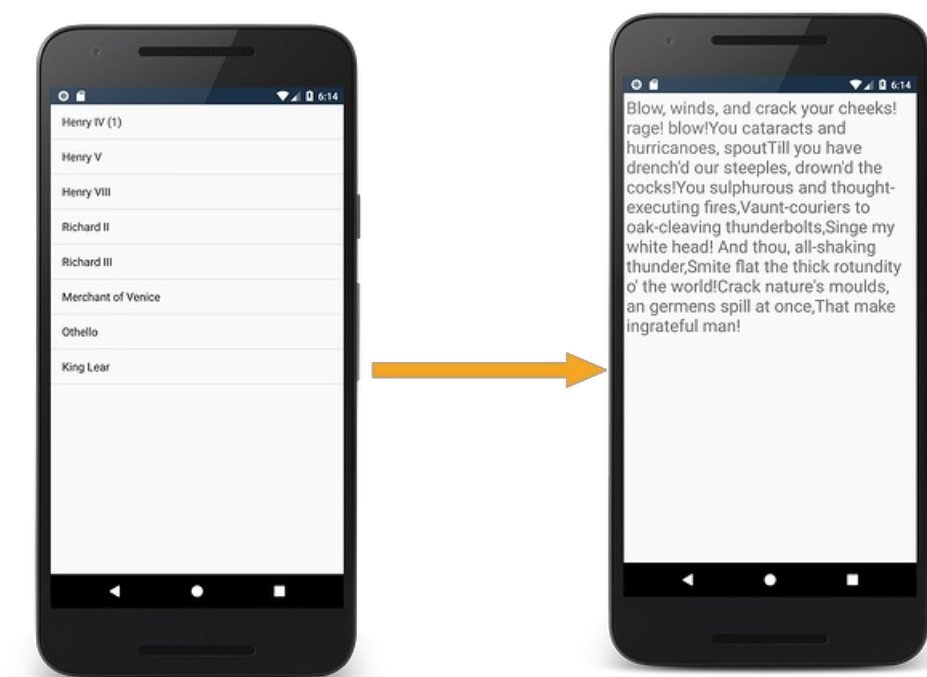 6:14
Henry IV (1)
Henry V
Henry VIII
Richard II
Richard III
Merchant of Venice
Othello
King Lear
6:14
Blow, winds, and crack your cheeks!
rage! blow!You cataracts and
hurricanoes, spoutTill you have
drench'd our steeples, drown'd the
cocks!You sulphurous and thought-
executing fires,Vaunt-couriers to
oak-cleaving thunderbolts,Singe my
white head! And thou, all-shaking
thunder,Smite flat the thick rotundity
o' the world!Crack nature's moulds,
an germens spill at once,That make
ingrateful man!